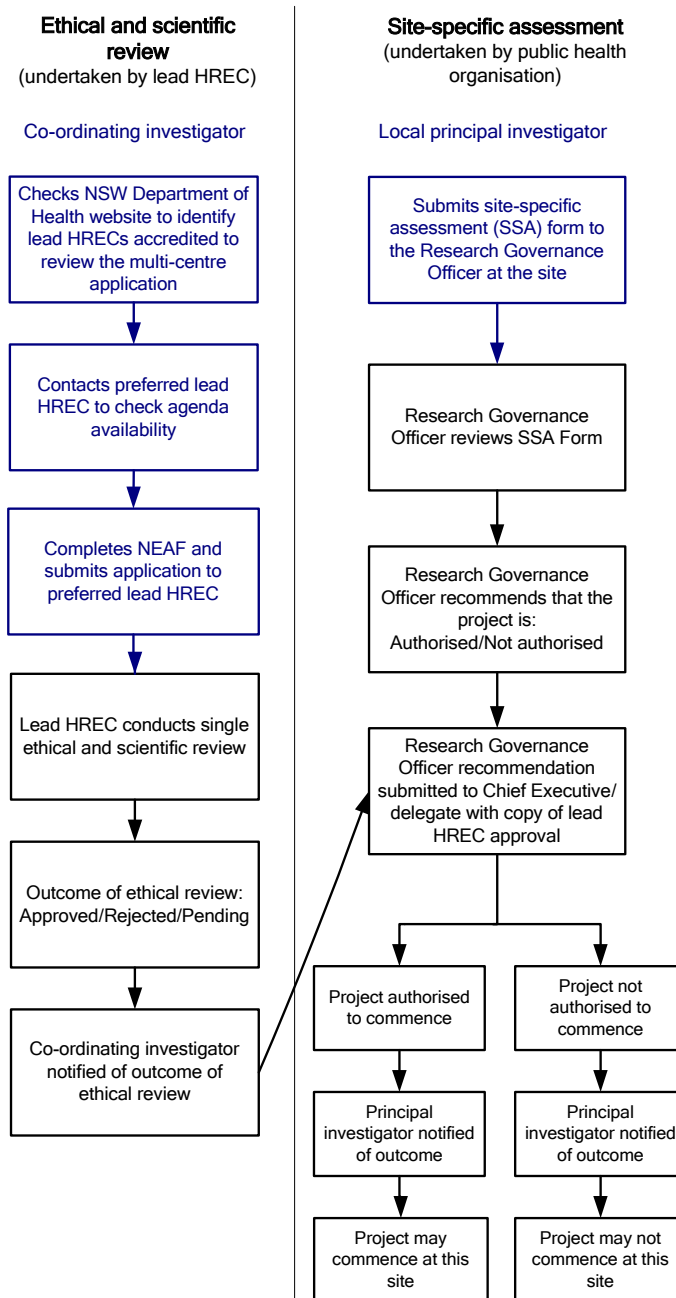 Ethical and scientific
review
(undertaken by lead HREC)
Co-ordinating investigator
Checks NSW Department of
Health website to identify
lead HRECs accredited to
review the multi-centre
application
Contacts preferred lead
HREC to check agenda
availability
Completes NEAF and
submits application to
preferred lead HREC
Lead HREC conducts single
ethical and scientific review
Outcome of ethical review:
Approved/Rejected/Pending
Co-ordinating investigator
notified of outcome of
ethical review
Site-specific assessment
(undertaken by public health
organisation)
Local principal investigator
Submits site-specific
assessment (SSA) form to
the Research Governance
Officer at the site
Research Governance
Officer reviews SSA Form
Research Governance
Officer recommends that the
project is:
Authorised/Not authorised
Research Governance
Officer recommendation
submitted to Chief Executive/
delegate with copy of lead
HREC approval
Project authorised
to commence
Principal
investigator notified
of outcome
Project may
commence at this
site
Project not
authorised to
commence
Principal
investigator notified
of outcome
Project may not
commence at this
site